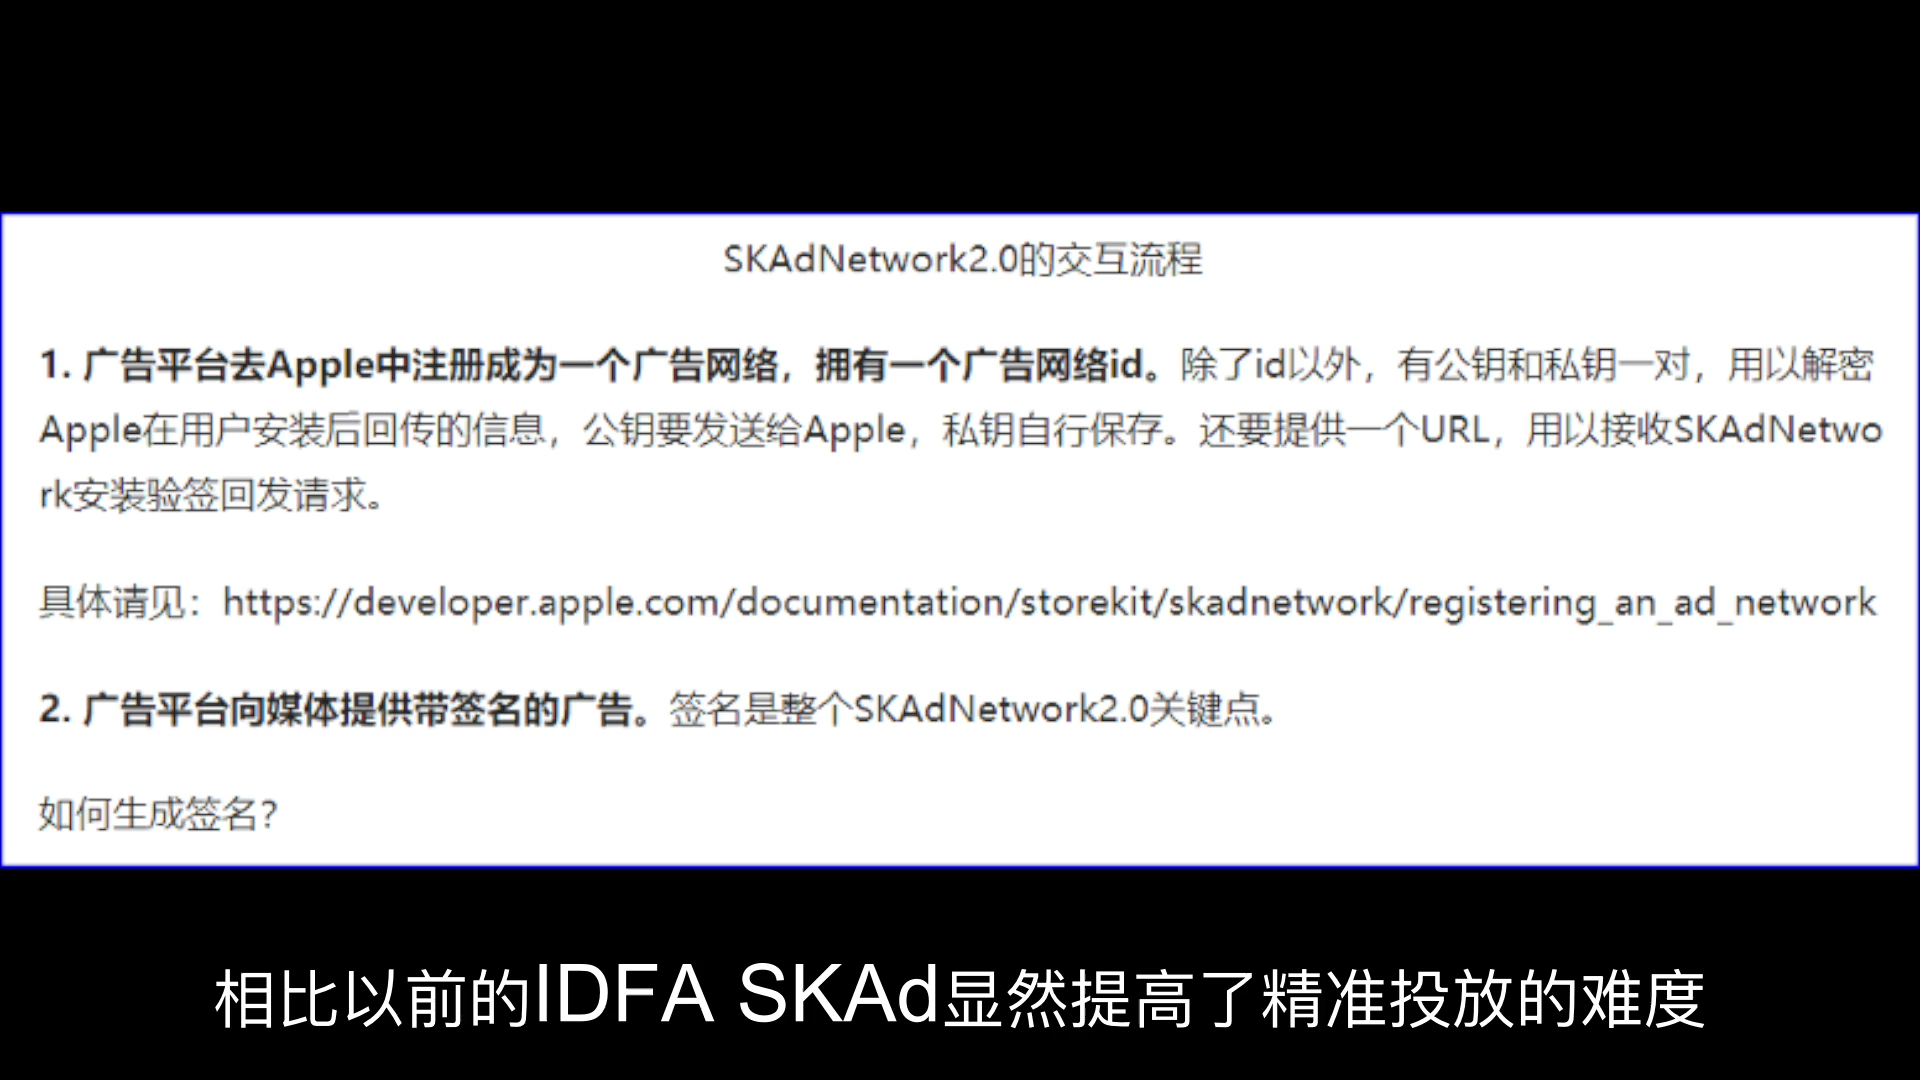 SKAdNetwork2.0的交互流程
1. 广告平台去Apple中注册成为一个广告网络，拥有一个广告网络id。除了id以外，有公钥和私钥一对，用以解密
Apple在用户安装后回传的信息，公钥要发送给Apple，私钥自行保存。还要提供一个URL，用以接收SKAdNetwo
rk安装验签回发请求。
具体请见：https://developer.apple.com/documentation/storekit/skadnetwork/registering_an_ad_network
2. 广告平台向媒体提供带签名的广告。签名是整个SKAdNetwork2.0关键点。
如何生成签名？
相比以前的IDFA SKAd显然提高了精准投放的难度